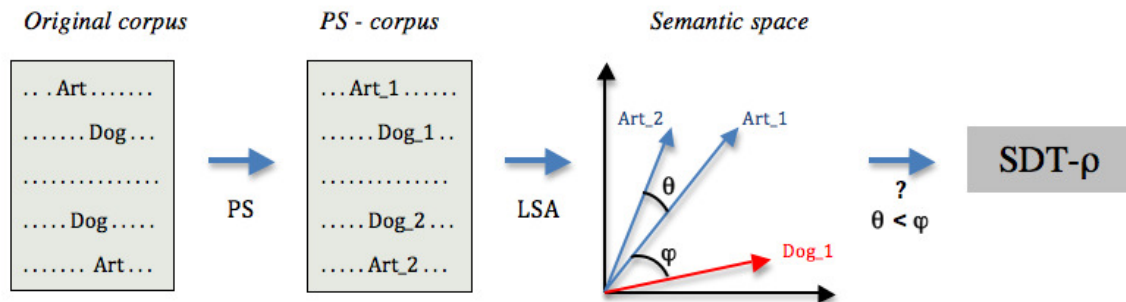 Original corpus
PS - corpus
Semantic space
. . . Art . . . . . . .
. . . . . . . Dog . . .
. . . . . . . . . . . . . . .
. . . . . Dog . . . . .
. . . . . . . Art . . .
PS
. . . Art_1 . . . . . .
. . . . . . Dog_1 . .
. . . . . . . . . . . . .
. . . . . Dog_2 . . .
. . . . . Art_2 . . .
LSA
Art_2
Art_1
θ
φ
Dog_1
?
θ < φ
SDT-ρ